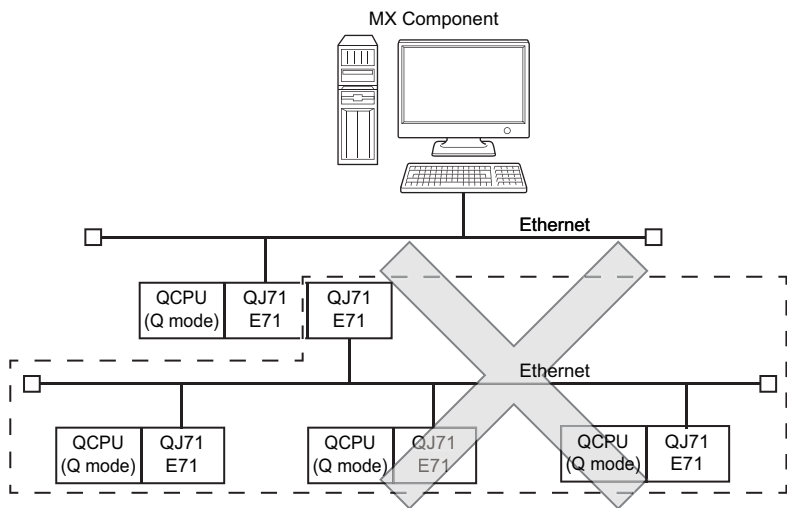 MX Component
Ethernet
QCPU
(Q mode)
QJ71
E71
QJ71
E71
Ethernet
QCPU
(Q mode)
QJ71
E71
QCPU
(Q mode)
QJ71
E71
QCPU
(Q mode)
QJ71
E71